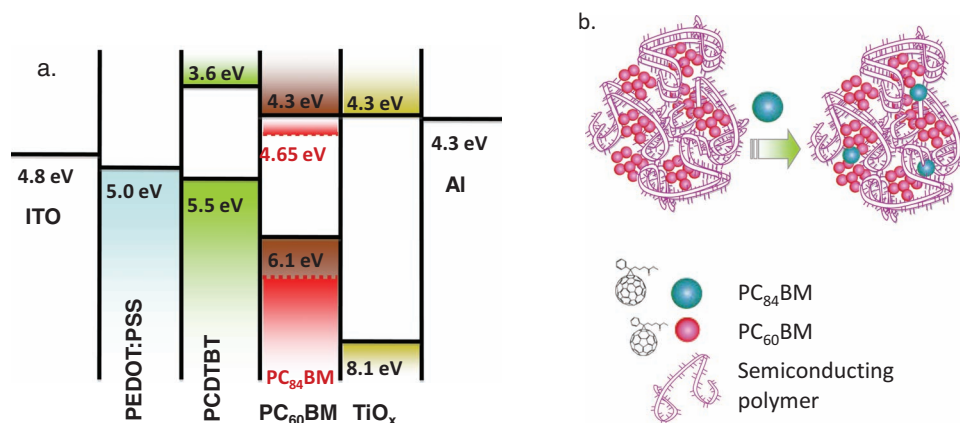 a.
3.6 eV
4.3 eV
4.3 eV
4.65 eV
4.3 eV
4.8 eV
5.0 eV
5.5 eV
Al
ITO
6.1 eV
8.1 eV
PEDOT:PSS
PCDTBT
PC₈₄BM
PC₆₀BM
TiOₓ
b.
PC₈₄BM
PC₆₀BM
Semiconducting
polymer